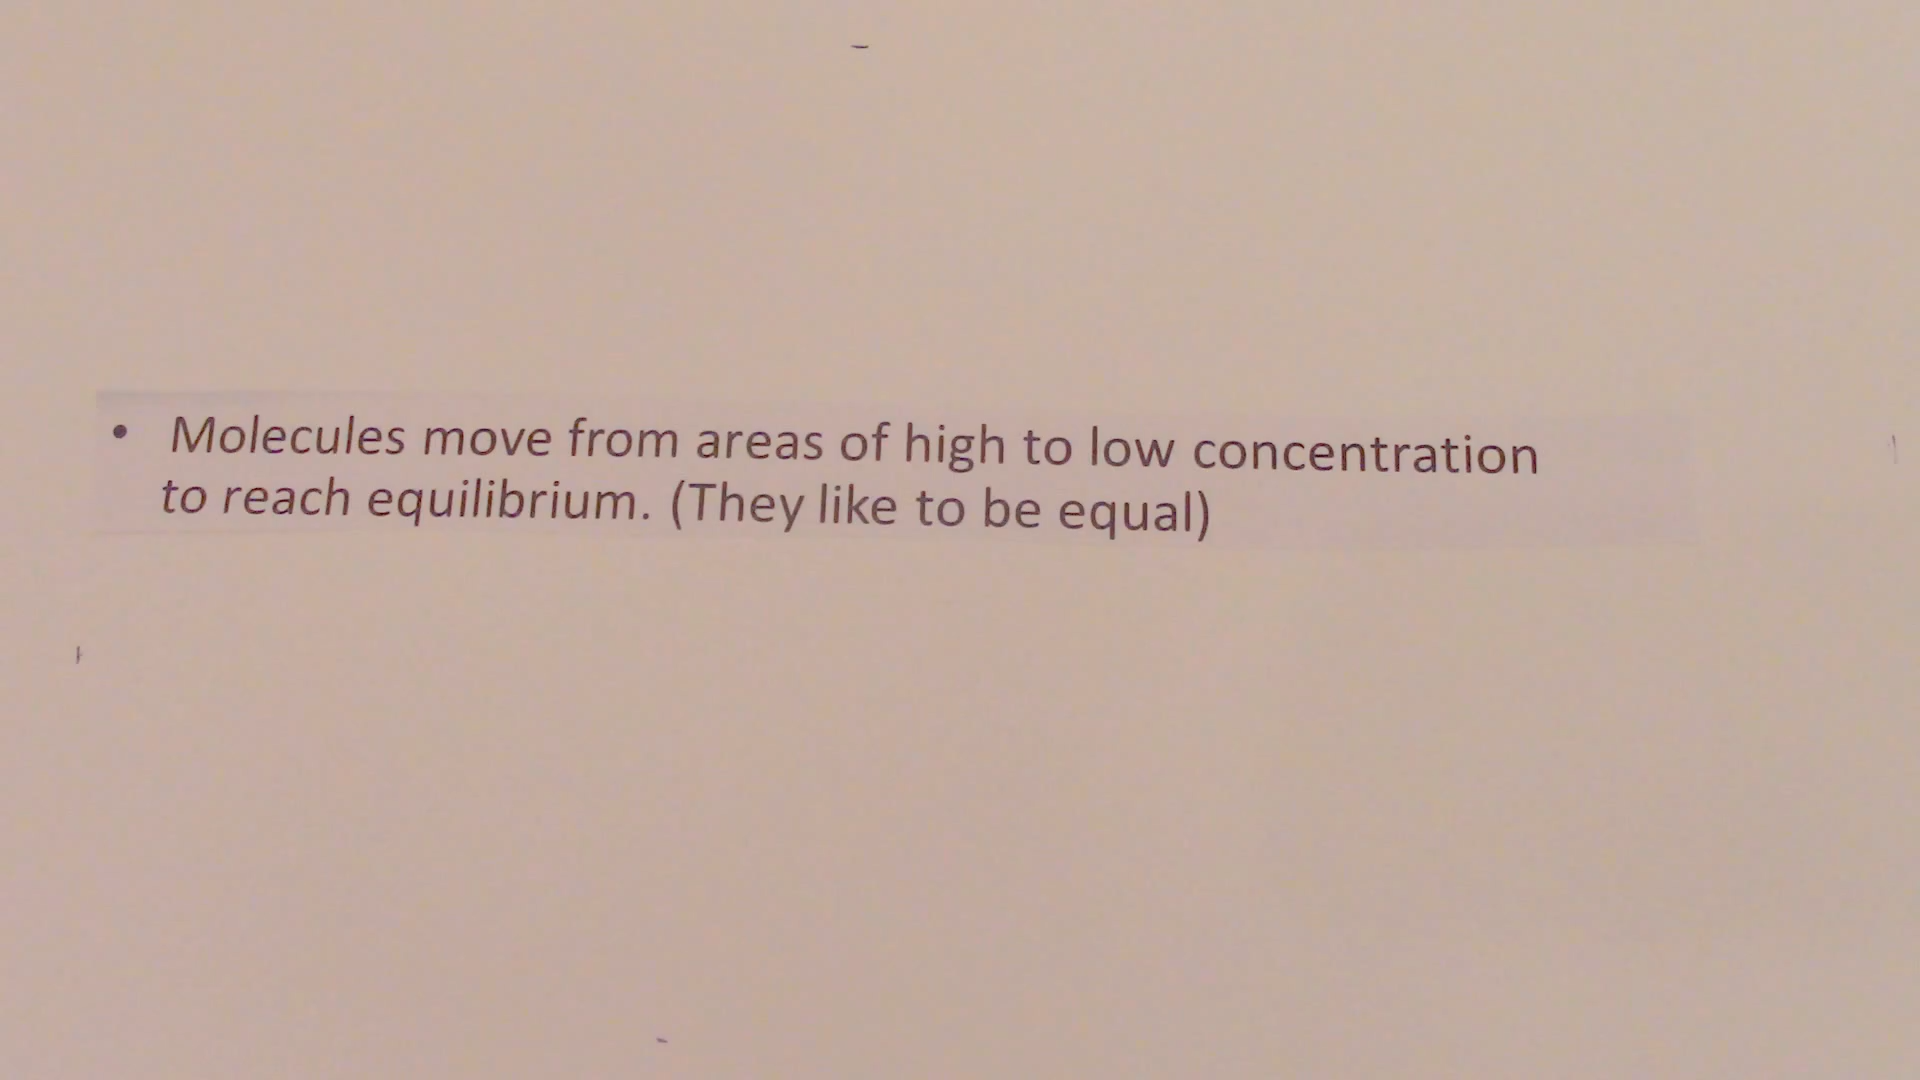 • Molecules move from areas of high to low concentration
to reach equilibrium. (They like to be equal)